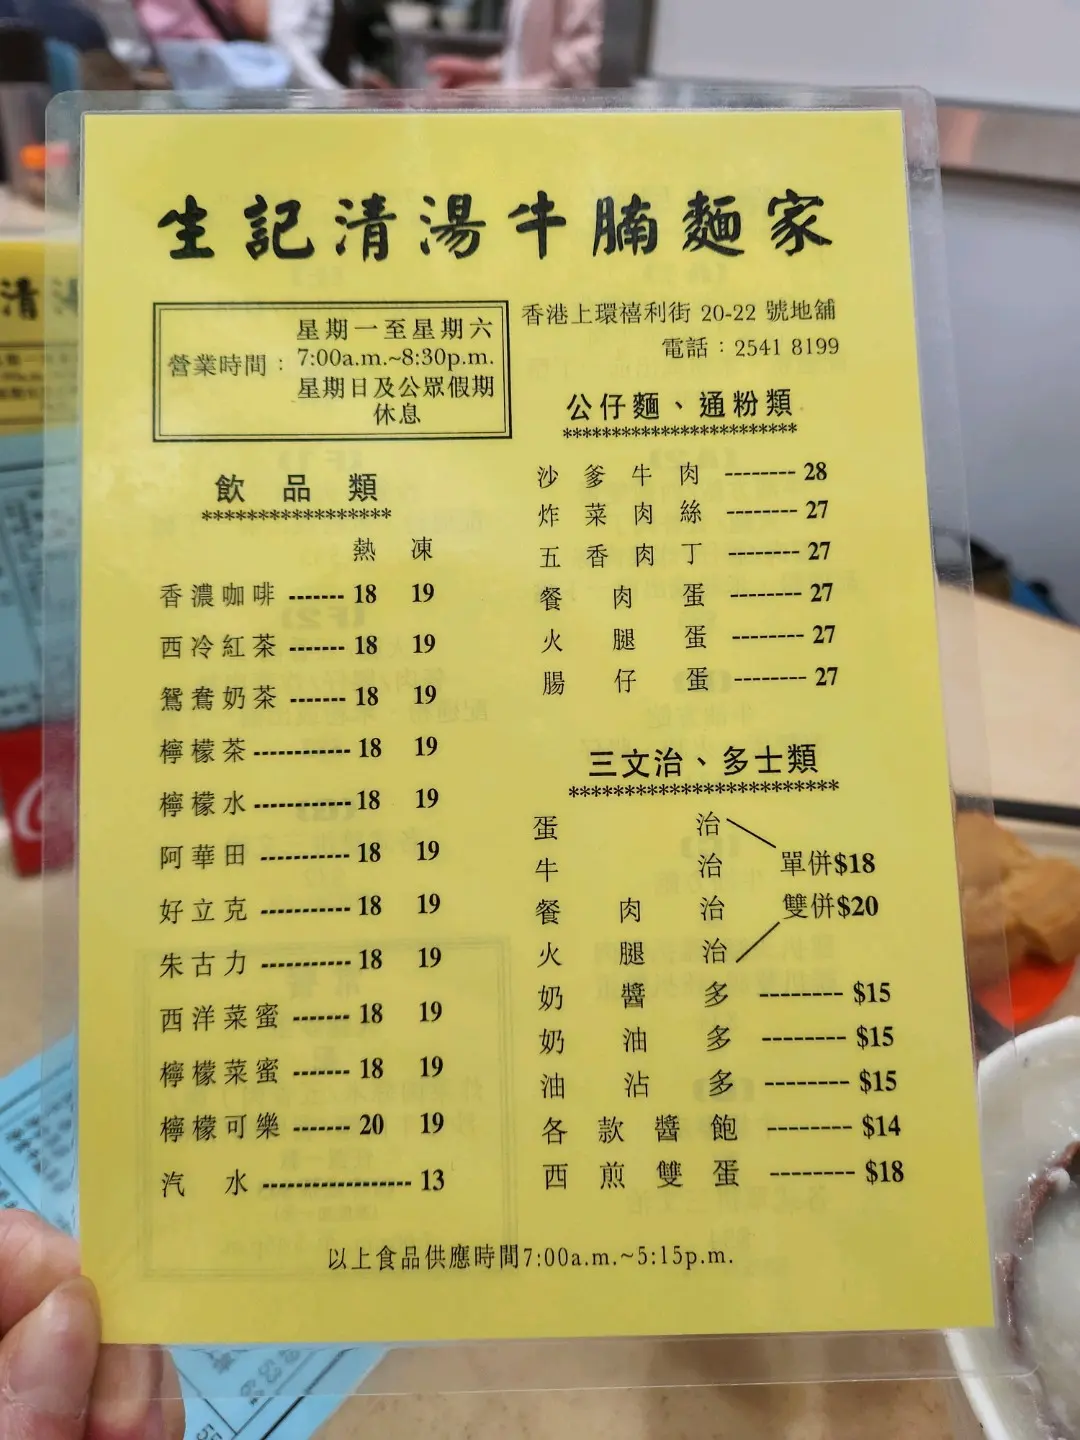 生記清湯牛腩麵家
營業時間：
星期一至星期六
7:00a.m.~8:30p.m.
星期日及公眾假期
休息
香港上環禧利街 20-22 號地舖
電話：2541 8199
飲品類
*****************
熱 凍
香濃咖啡 ------- 18 19
西冷紅茶 ------- 18 19
鴛鴦奶茶 ------- 18 19
檸檬茶 ------------ 18 19
檸檬水 ------------ 18 19
阿華田 ----------- 18 19
好立克 ----------- 18 19
朱古力 ----------- 18 19
西洋菜蜜 ------- 18 19
檸檬菜蜜 ------- 18 19
檸檬可樂 ------- 20 19
汽水 ------------------ 13
公仔麵、通粉類
***********************
沙爹牛肉 -------- 28
炸菜肉絲 -------- 27
五香肉丁 -------- 27
餐肉蛋 -------- 27
火腿蛋 -------- 27
腸仔蛋 -------- 27
三文治、多士類
************************
蛋治
牛治 單併$18
餐肉治 雙併$20
火腿治
奶醬多 -------- $15
奶油多 -------- $15
油沾多 -------- $15
各款醬飽 -------- $14
西煎雙蛋 -------- $18
以上食品供應時間7:00a.m.~5:15p.m.
清湯